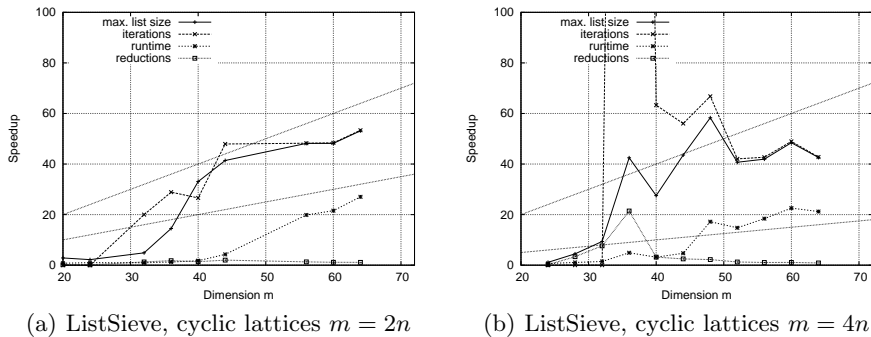 max. list size
iterations
runtime
reductions
100
80
60
40
20
0
Speedup
20
30
40
50
60
70
Dimension m
(a) ListSieve, cyclic lattices m = 2n
max. list size
iterations
runtime
reductions
100
80
60
40
20
0
Speedup
20
30
40
50
60
70
Dimension m
(b) ListSieve, cyclic lattices m = 4n